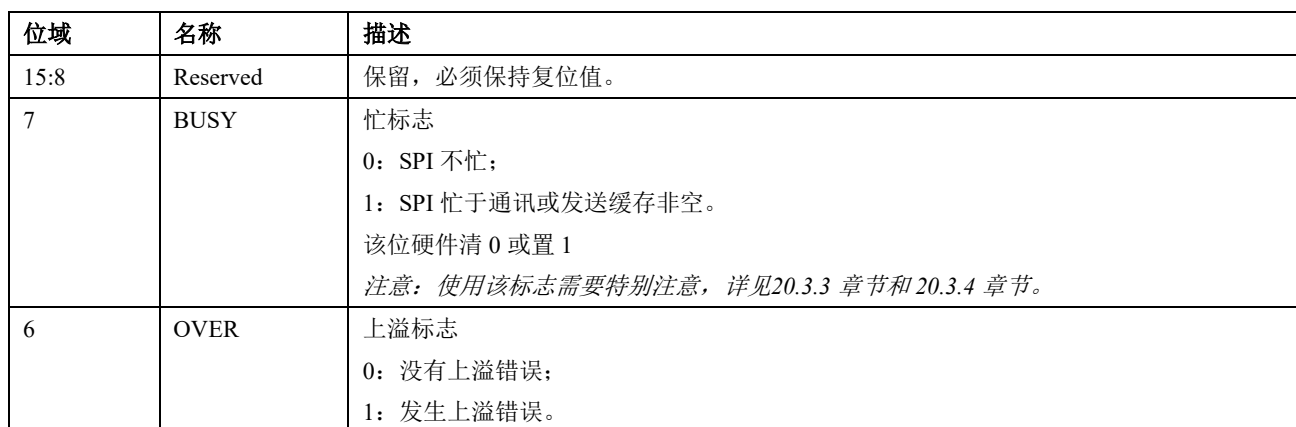 位域 名称 描述
15:8 Reserved 保留，必须保持复位值。
7 BUSY 忙标志
0：SPI 不忙；
1：SPI 忙于通讯或发送缓存非空。
该位硬件清 0 或置 1
注意：使用该标志需要特别注意，详见20.3.3 章节和 20.3.4 章节。
6 OVER 上溢标志
0：没有上溢错误；
1：发生上溢错误。